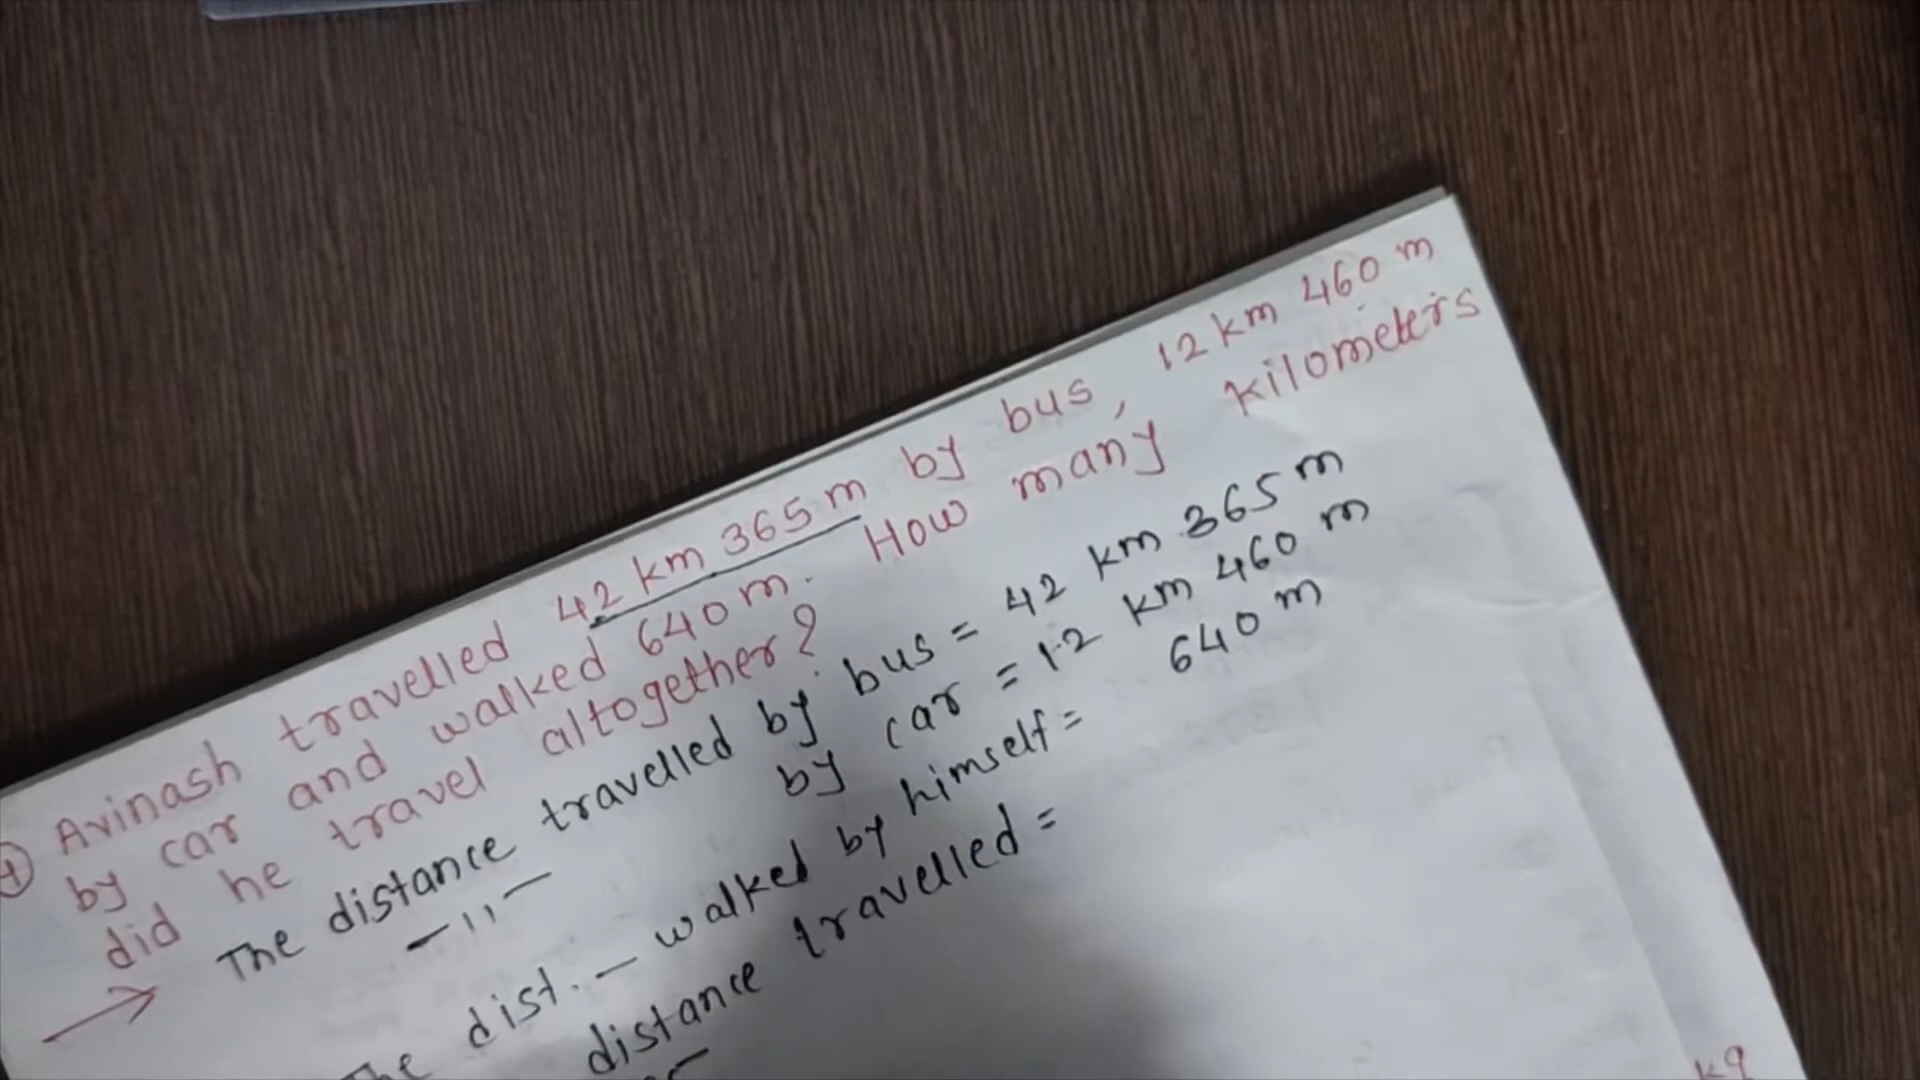 Avinash travelled 42 km 365 m by bus, 12 km 460 m
by car and walked 640 m. How many kilometers
did he travel altogether?
The distance travelled by bus = 42 km 365 m
—11— by car = 12 km 460 m
The dist. — walked by himself = 640 m
distance travelled =